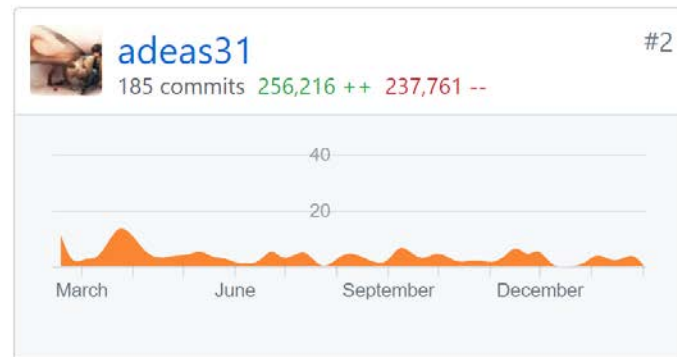 adeas31
#2
185 commits 256,216 ++ 237,761 --
40
20
March June September December